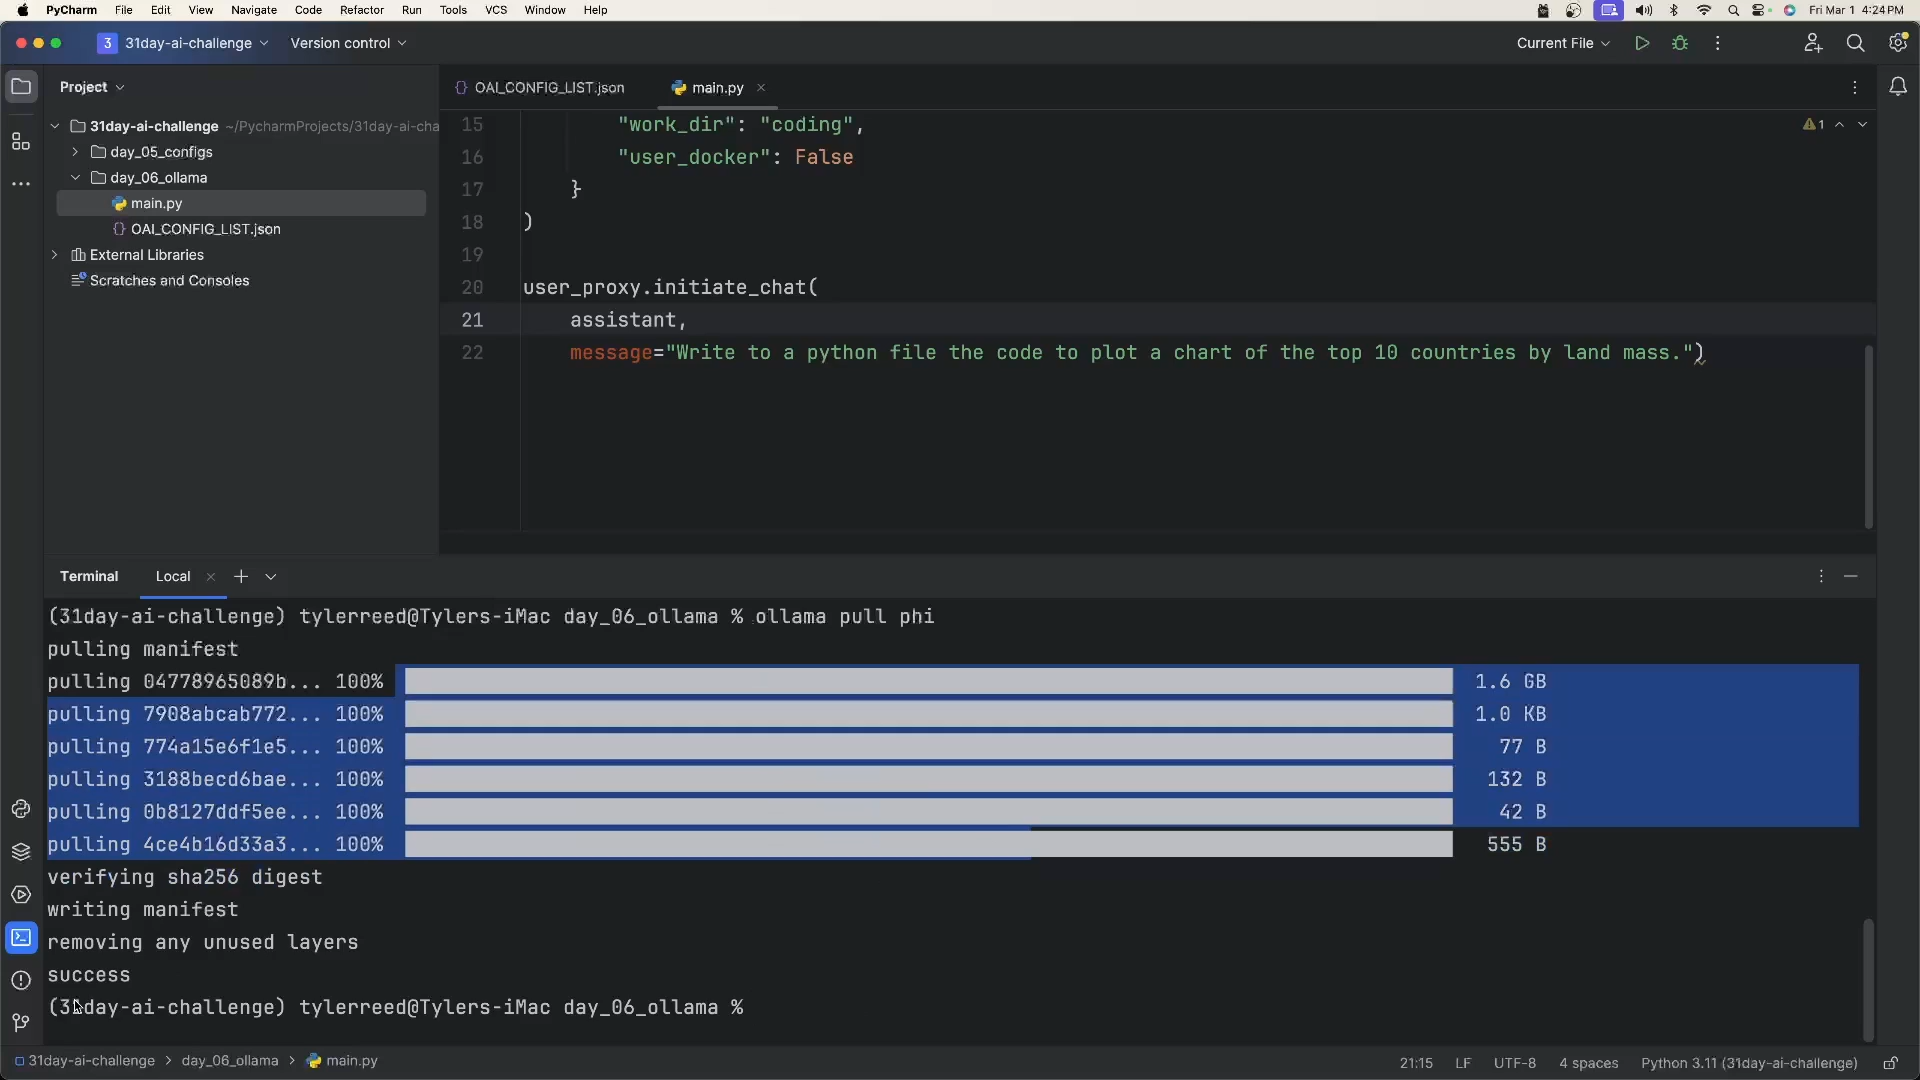 PyCharm File Edit View Navigate Code Refactor Run Tools VCS Window Help Fri Mar 1 4:24 PM
3 31day-ai-challenge Version control Current File
Project
OAI_CONFIG_LIST.json main.py
31day-ai-challenge ~/PycharmProjects/31day-ai-cha
day_05_configs
day_06_ollama
main.py
OAI_CONFIG_LIST.json
External Libraries
Scratches and Consoles
1
15 "work_dir": "coding",
16 "user_docker": False
17 }
18 )
19
20 user_proxy.initiate_chat(
21 assistant,
22 message="Write to a python file the code to plot a chart of the top 10 countries by land mass.")
Terminal Local
(31day-ai-challenge) tylerreed@Tylers-iMac day_06_ollama % ollama pull phi
pulling manifest
pulling 04778965089b... 100% 1.6 GB
pulling 7908abcab772... 100% 1.0 KB
pulling 774a15e6f1e5... 100% 77 B
pulling 3188becd6bae... 100% 132 B
pulling 0b8127ddf5ee... 100% 42 B
pulling 4ce4b16d33a3... 100% 555 B
verifying sha256 digest
writing manifest
removing any unused layers
success
(31day-ai-challenge) tylerreed@Tylers-iMac day_06_ollama %
31day-ai-challenge > day_06_ollama > main.py 21:15 LF UTF-8 4 spaces Python 3.11 (31day-ai-challenge)